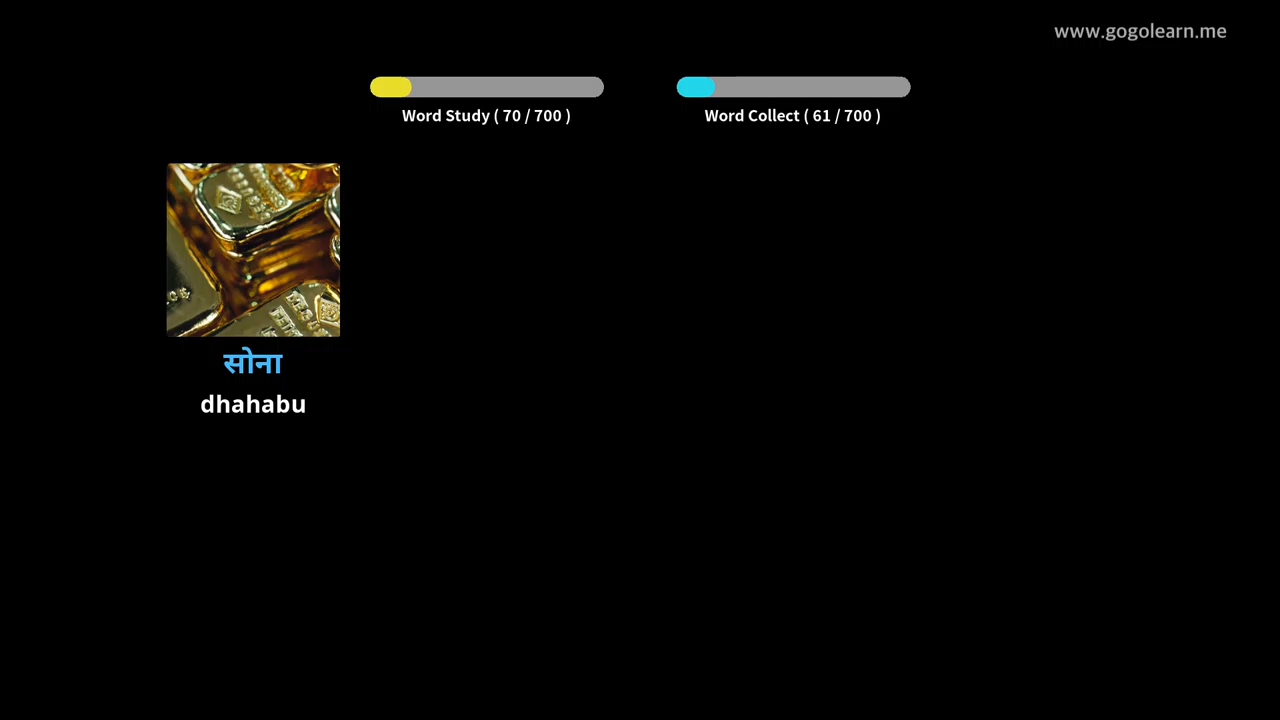 www.gogolearn.me
Word Study ( 70 / 700 )
Word Collect ( 61 / 700 )
सोना
dhahabu